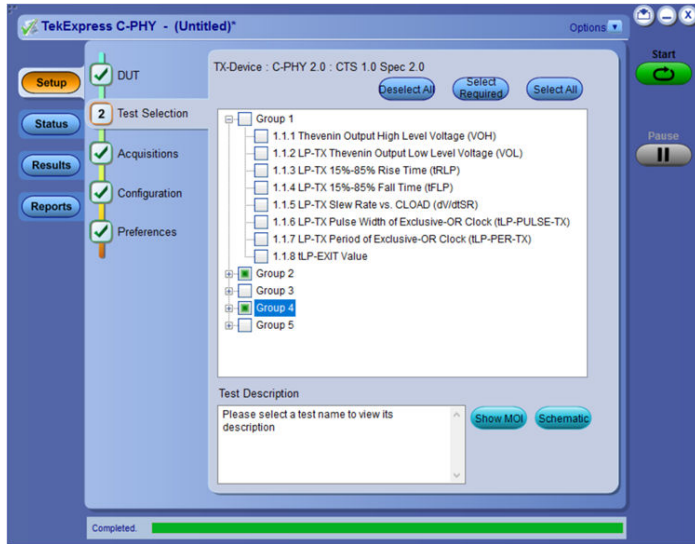 TekExpress C-PHY - (Untitled)*
Options
Start
Pause
Setup
Status
Results
Reports
DUT
2 Test Selection
Acquisitions
Configuration
Preferences
TX-Device : C-PHY 2.0 : CTS 1.0 Spec 2.0
Deselect All
Select
Required
Select All
Group 1
1.1.1 Thevenin Output High Level Voltage (VOH)
1.1.2 LP-TX Thevenin Output Low Level Voltage (VOL)
1.1.3 LP-TX 15%-85% Rise Time (tRLP)
1.1.4 LP-TX 15%-85% Fall Time (tFLP)
1.1.5 LP-TX Slew Rate vs. CLOAD (dV/dtSR)
1.1.6 LP-TX Pulse Width of Exclusive-OR Clock (tLP-PULSE-TX)
1.1.7 LP-TX Period of Exclusive-OR Clock (tLP-PER-TX)
1.1.8 tLP-EXIT Value
Group 2
Group 3
Group 4
Group 5
Test Description
Please select a test name to view its
description
Show MOI
Schematic
Completed.